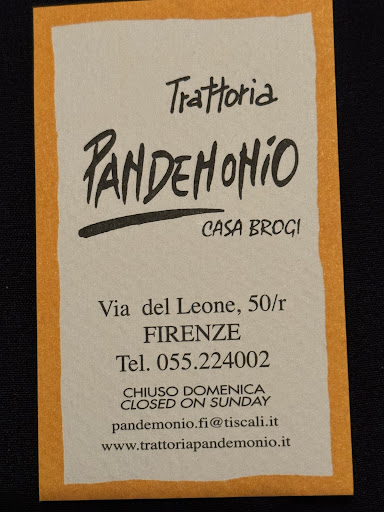 Trattoria
PANDEMONIO
CASA BROGI
Via del Leone, 50/r
FIRENZE
Tel. 055.224002
CHIUSO DOMENICA
CLOSED ON SUNDAY
pandemonio.fi@tiscali.it
www.trattoriapandemonio.it